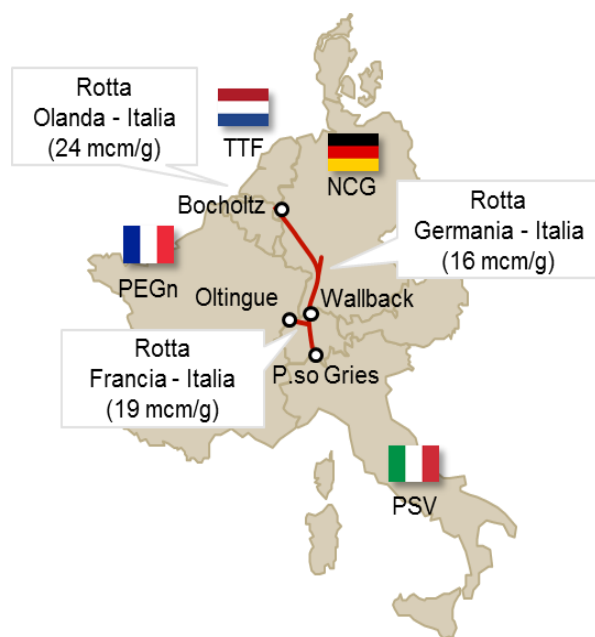 Rotta
Olanda - Italia
(24 mcm/g)
TTF
NCG
Rotta
Germania - Italia
(16 mcm/g)
Bocholtz
PEGn
Oltingue
Wallback
Rotta
Francia - Italia
(19 mcm/g)
P.so Gries
PSV